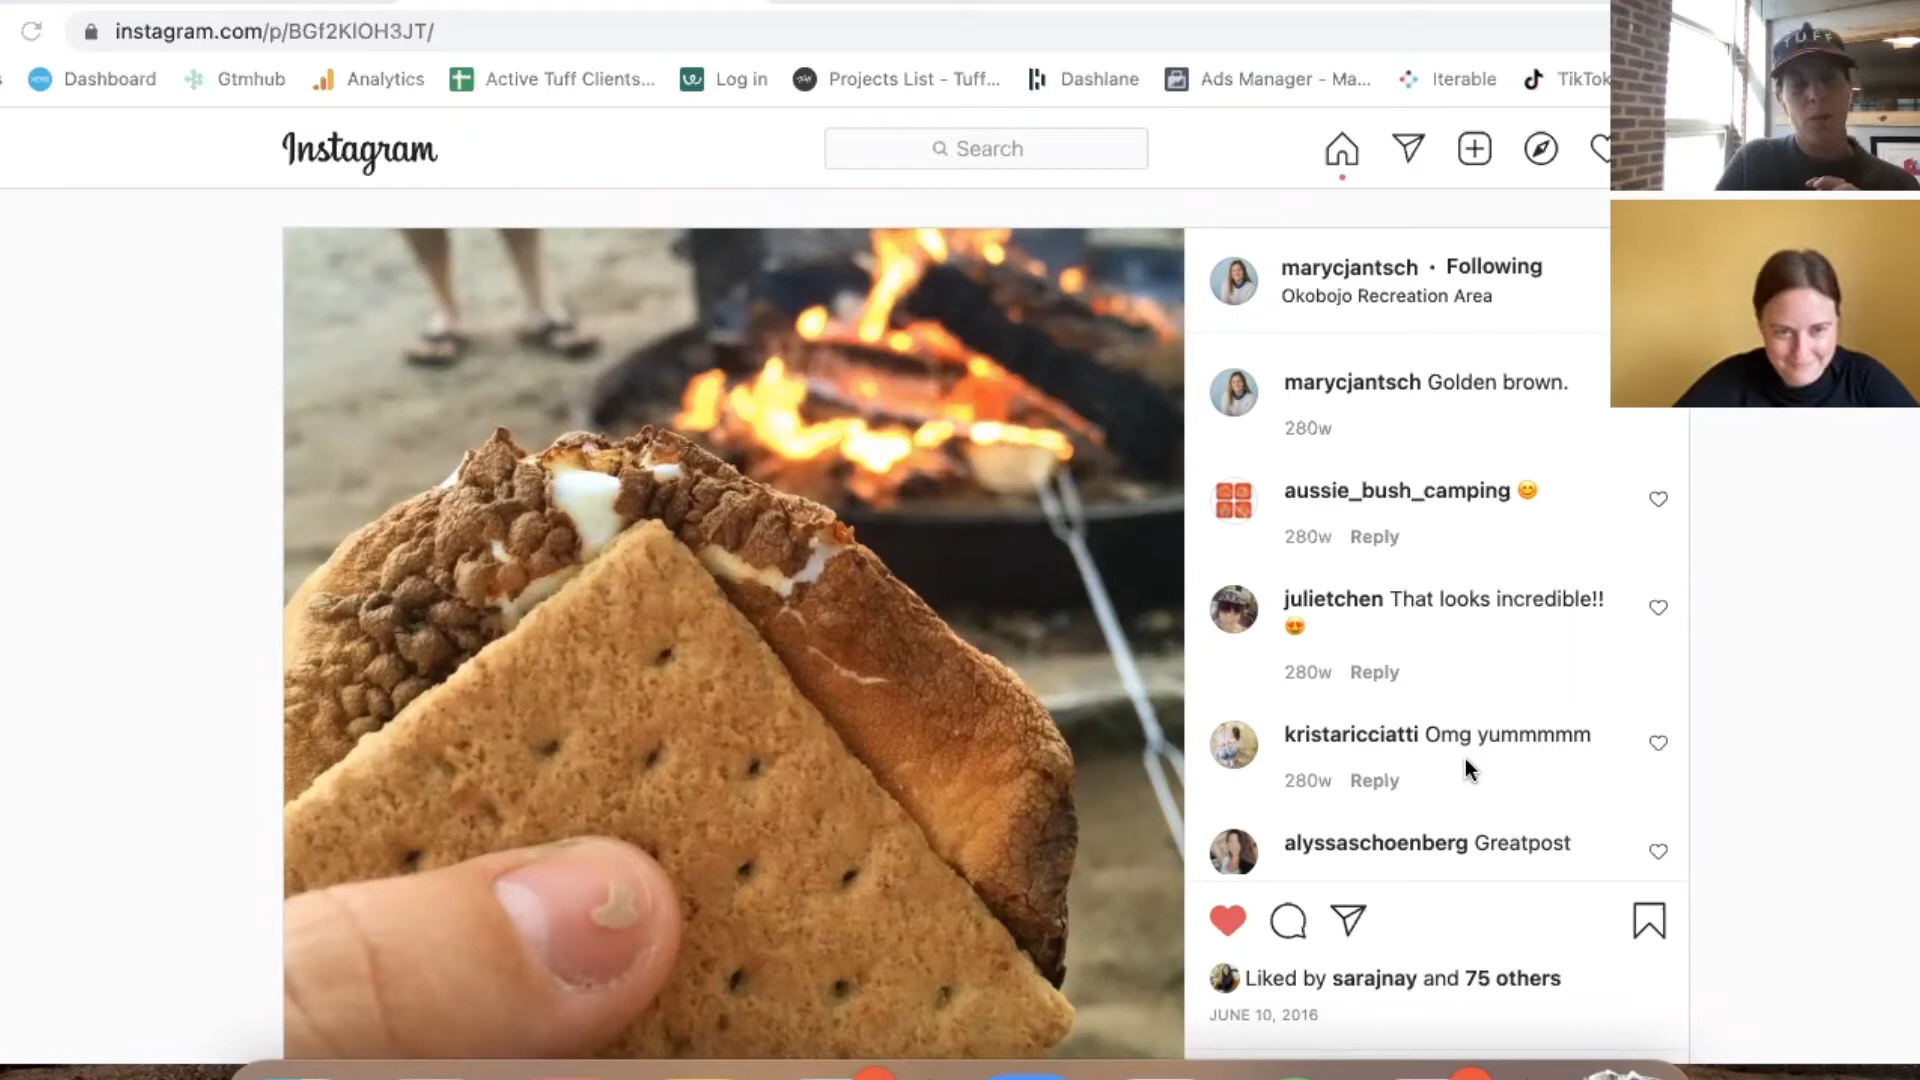 instagram.com/p/BGf2KlOH3JT/
Dashboard Gtmhub Analytics Active Tuff Clients... Log in Projects List - Tuff... Dashlane Ads Manager - Ma... Iterable TikTok
TUFF
Instagram
Search
marycjantsch • Following
Okobojo Recreation Area
marycjantsch Golden brown.
280w
aussie_bush_camping 😊
280w Reply
julietchen That looks incredible!!
😍
280w Reply
kristaricciatti Omg yummmmm
280w Reply
alyssaschoenberg Greatpost
Liked by sarajnay and 75 others
JUNE 10, 2016